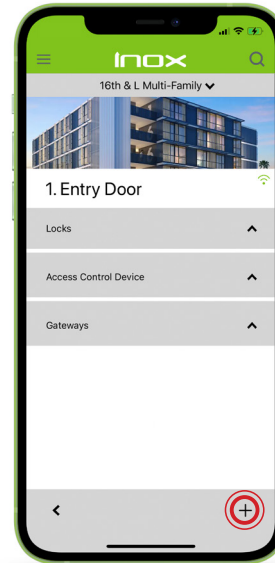 INOX
16th & L Multi-Family
1. Entry Door
Locks
Access Control Device
Gateways